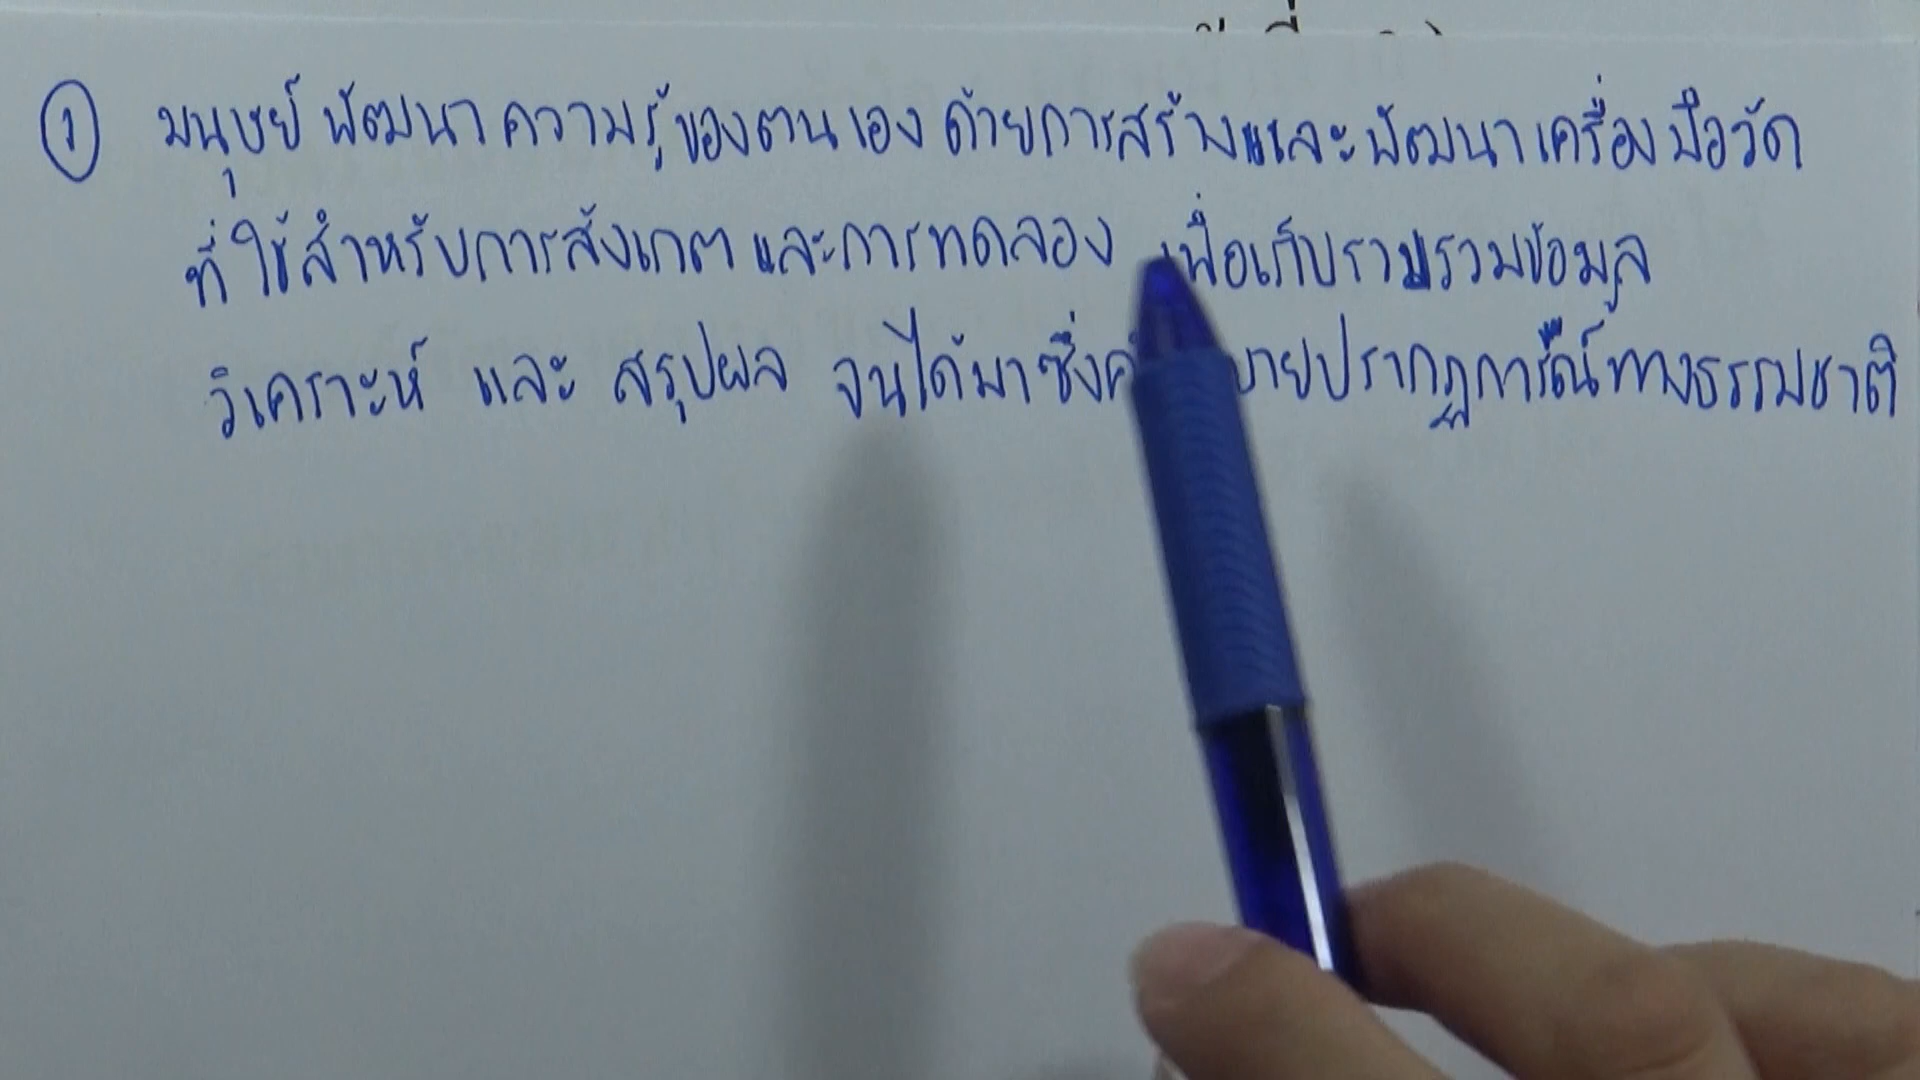 ① มนุษย์ พัฒนา ความรู้ของตนเอง ด้วยการสร้างและพัฒนาเครื่องมือวัด
ที่ใช้สำหรับการสังเกต และการทดลอง เพื่อเก็บรวบรวมข้อมูล
วิเคราะห์ และ สรุปผล จนได้มาซึ่ง ปรากฏการณ์ทางธรรมชาติ